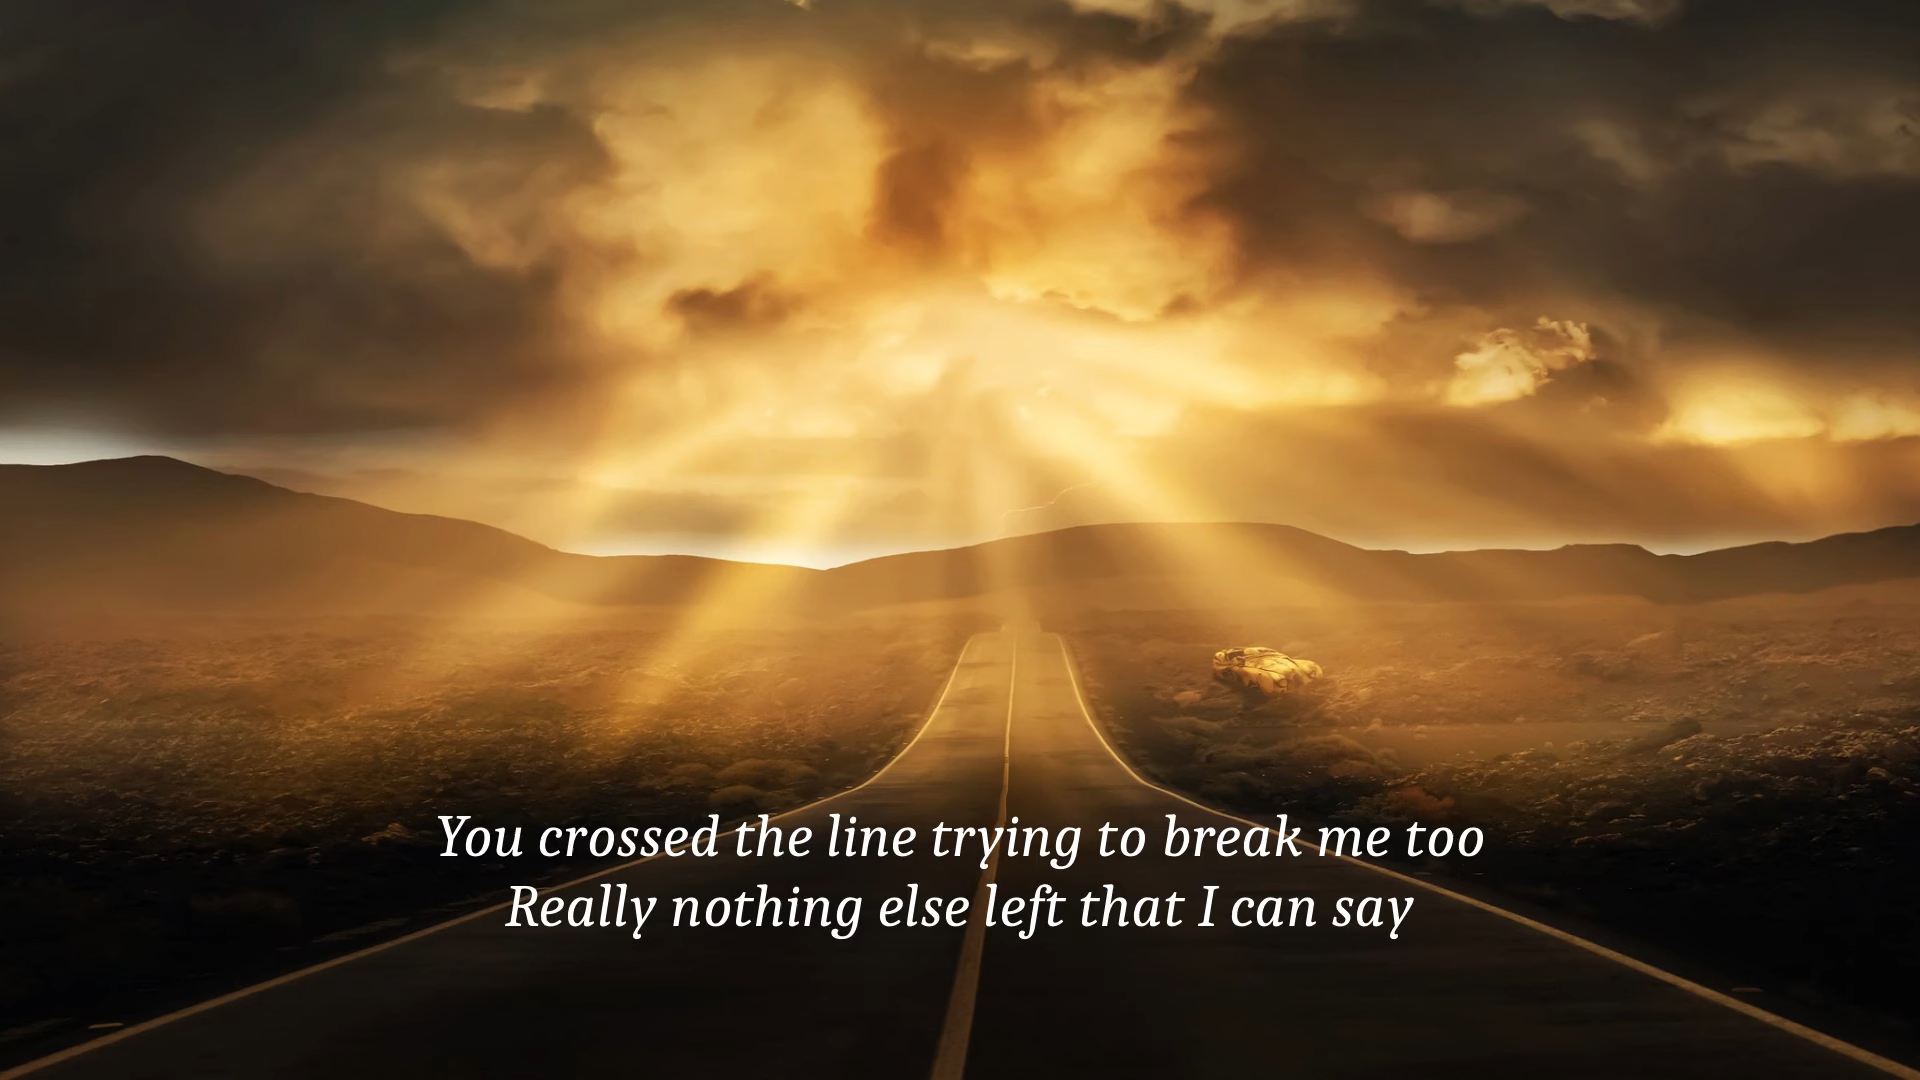 You crossed the line trying to break me too
Really nothing else left that I can say